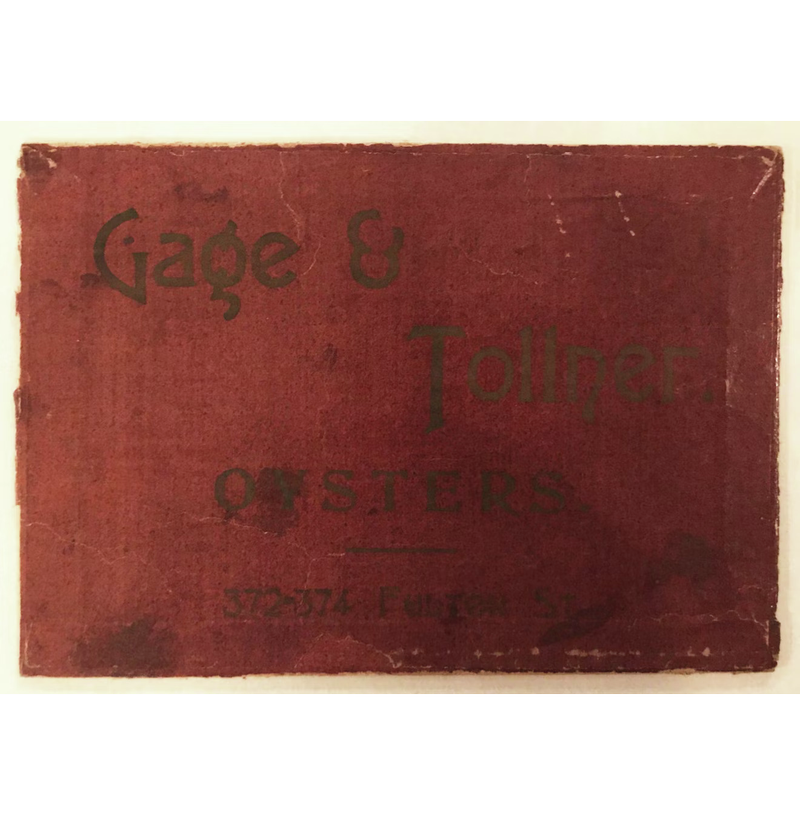 Gage &
Tollner.
OYSTERS.
372-374 FULTON ST.